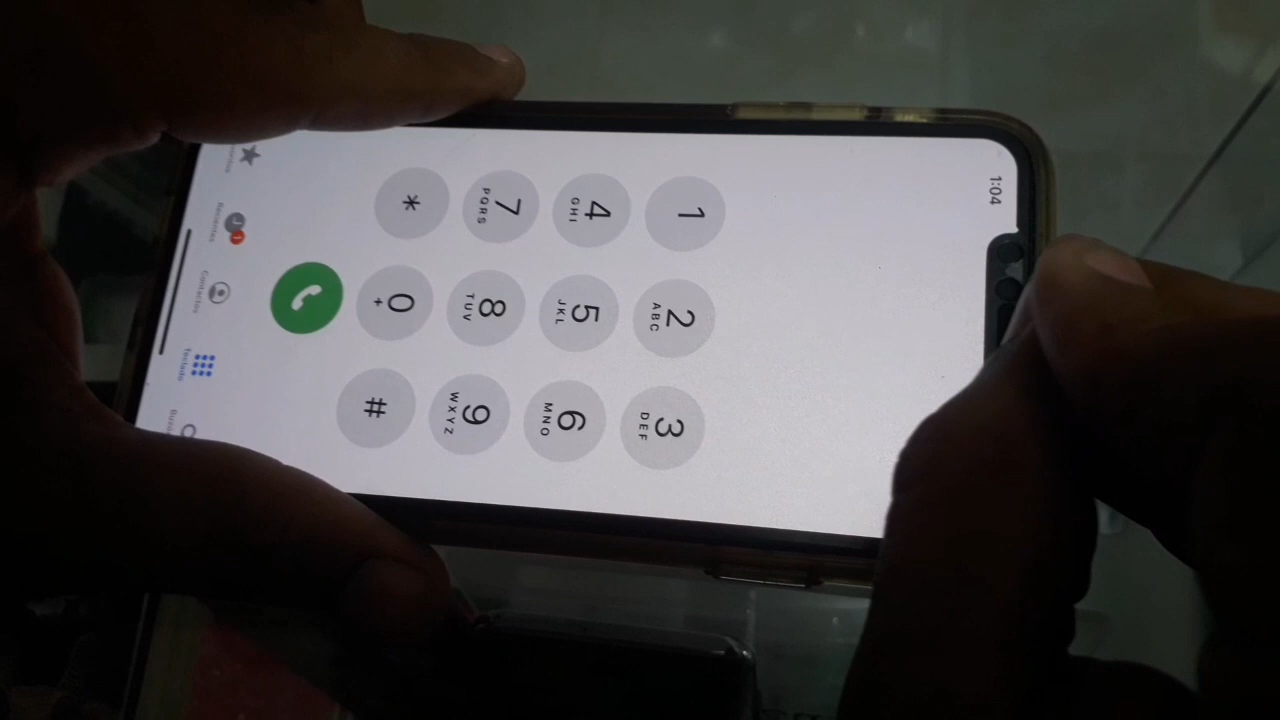 1:04
1
2
ABC
3
DEF
4
GHI
5
JKL
6
MNO
7
PQRS
8
TUV
9
WXYZ
*
0
+
#
1
Recientes
Contactos
Teclado